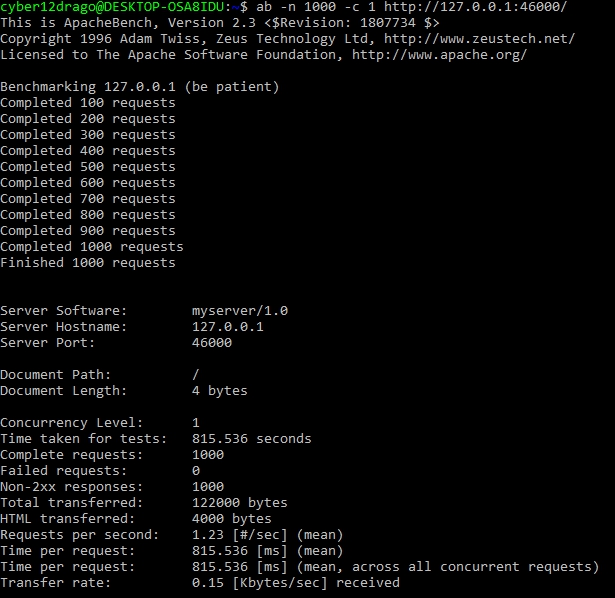 cyber12drago@DESKTOP-OSA8IDU:~$ ab -n 1000 -c 1 http://127.0.0.1:46000/
This is ApacheBench, Version 2.3 <$Revision: 1807734 $>
Copyright 1996 Adam Twiss, Zeus Technology Ltd, http://www.zeustech.net/
Licensed to The Apache Software Foundation, http://www.apache.org/

Benchmarking 127.0.0.1 (be patient)
Completed 100 requests
Completed 200 requests
Completed 300 requests
Completed 400 requests
Completed 500 requests
Completed 600 requests
Completed 700 requests
Completed 800 requests
Completed 900 requests
Completed 1000 requests
Finished 1000 requests

Server Software: myserver/1.0
Server Hostname: 127.0.0.1
Server Port: 46000

Document Path: /
Document Length: 4 bytes

Concurrency Level: 1
Time taken for tests: 815.536 seconds
Complete requests: 1000
Failed requests: 0
Non-2xx responses: 1000
Total transferred: 122000 bytes
HTML transferred: 4000 bytes
Requests per second: 1.23 [#/sec] (mean)
Time per request: 815.536 [ms] (mean)
Time per request: 815.536 [ms] (mean, across all concurrent requests)
Transfer rate: 0.15 [Kbytes/sec] received